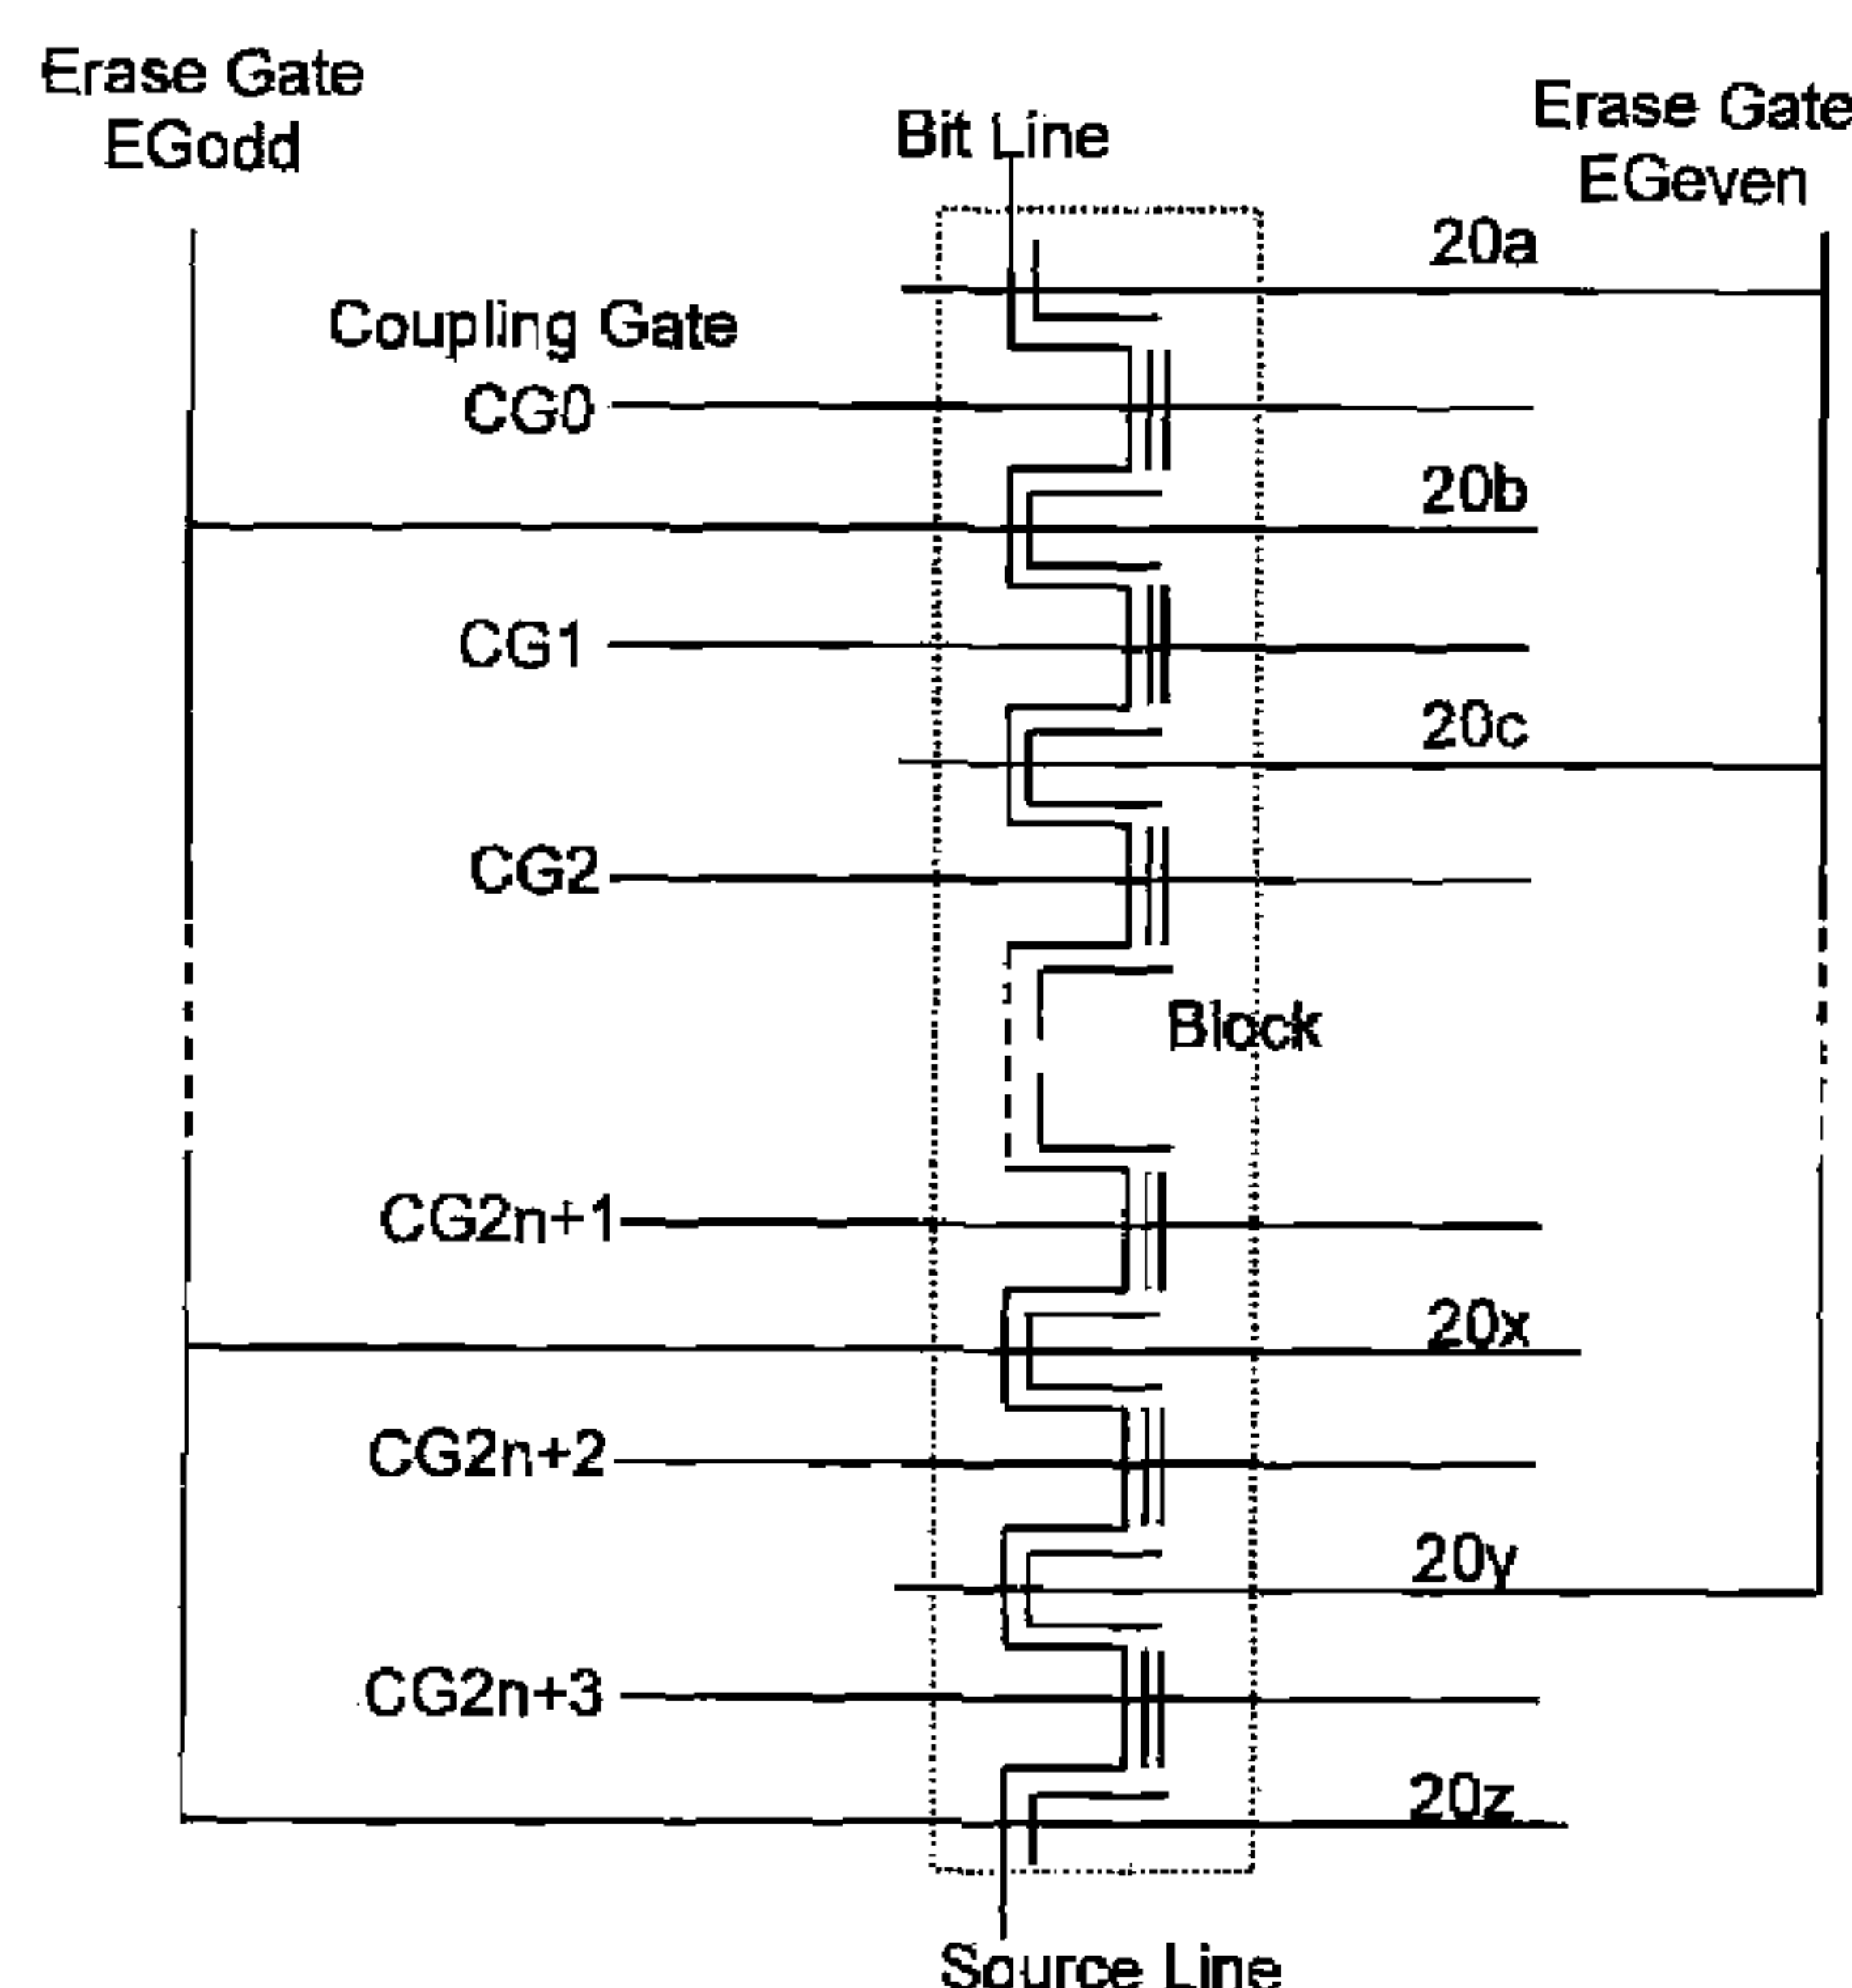 Erase Gate
EGodd
Bit Line
Erase Gate
EGeven
20a
Coupling Gate
CG0
20b
CG1
20c
CG2
Block
CG2n+1
20x
CG2n+2
20y
CG2n+3
20z
Source Line